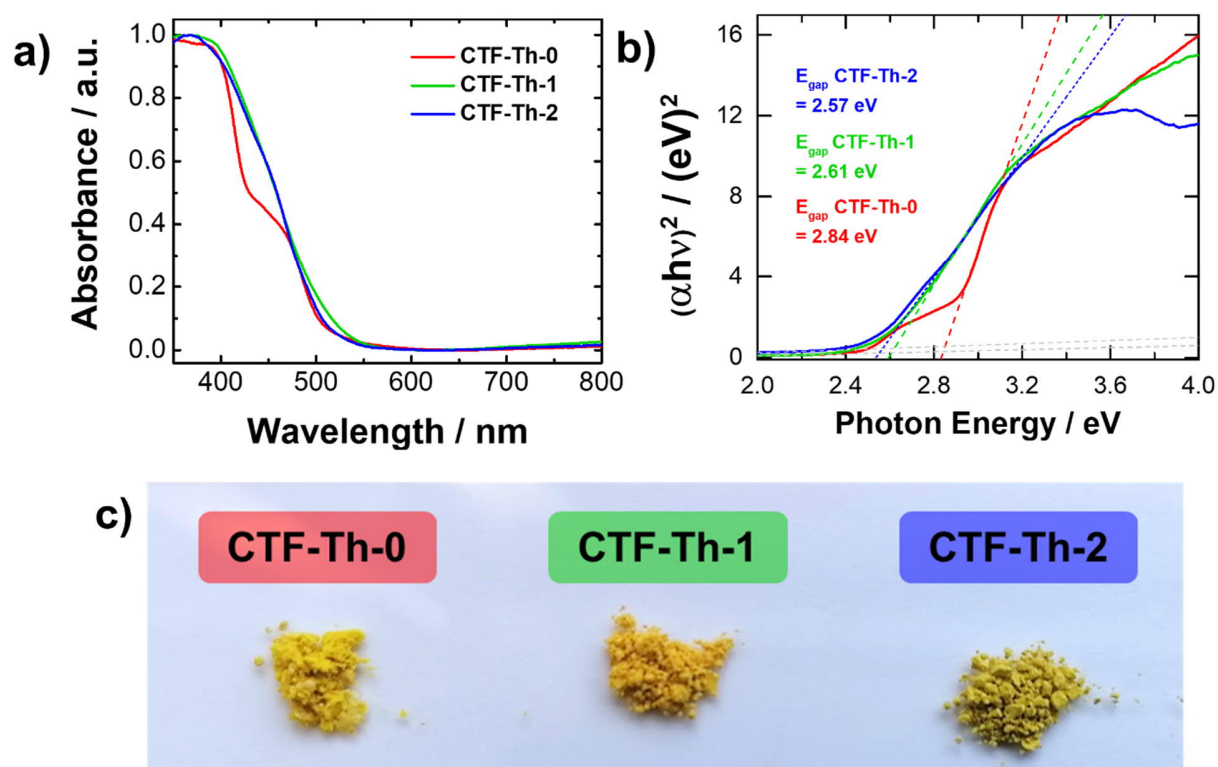 a)
Absorbance / a.u.
1.0
0.8
0.6
0.4
0.2
0.0
CTF-Th-0
CTF-Th-1
CTF-Th-2
400
500
600
700
800
Wavelength / nm
b)
(αhν)² / (eV)²
16
12
8
4
0
E_gap CTF-Th-2
= 2.57 eV
E_gap CTF-Th-1
= 2.61 eV
E_gap CTF-Th-0
= 2.84 eV
2.0
2.4
2.8
3.2
3.6
4.0
Photon Energy / eV
c)
CTF-Th-0
CTF-Th-1
CTF-Th-2